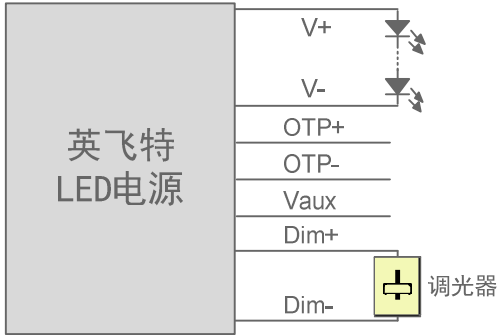 V+
V-
OTP+
英飞特
LED电源
OTP-
Vaux
Dim+
调光器
Dim-